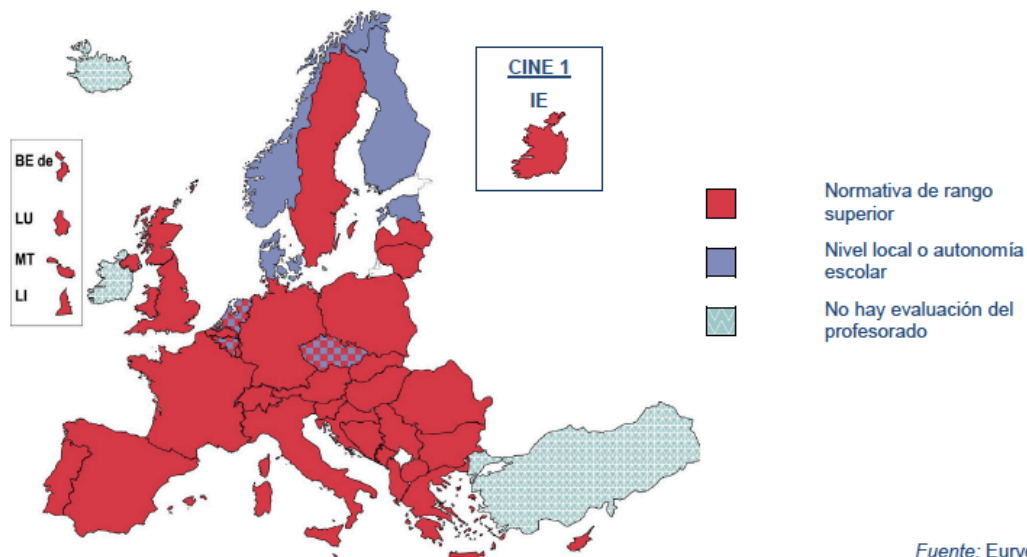 CINE 1
IE
BE de
LU
MT
LI
Normativa de rango
superior
Nivel local o autonomía
escolar
No hay evaluación del
profesorado
Fuente: